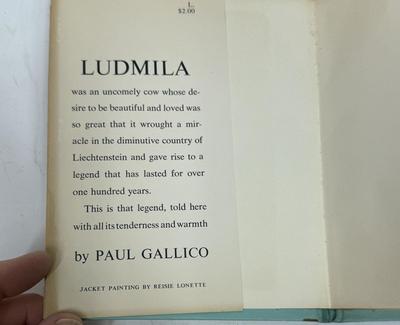 L.
$2.00
LUDMILA
was an uncomely cow whose de-
sire to be beautiful and loved was
so great that it wrought a mir-
acle in the diminutive country of
Liechtenstein and gave rise to a
legend that has lasted for over
one hundred years.
This is that legend, told here
with all its tenderness and warmth
by PAUL GALLICO
JACKET PAINTING BY REISIE LONETTE